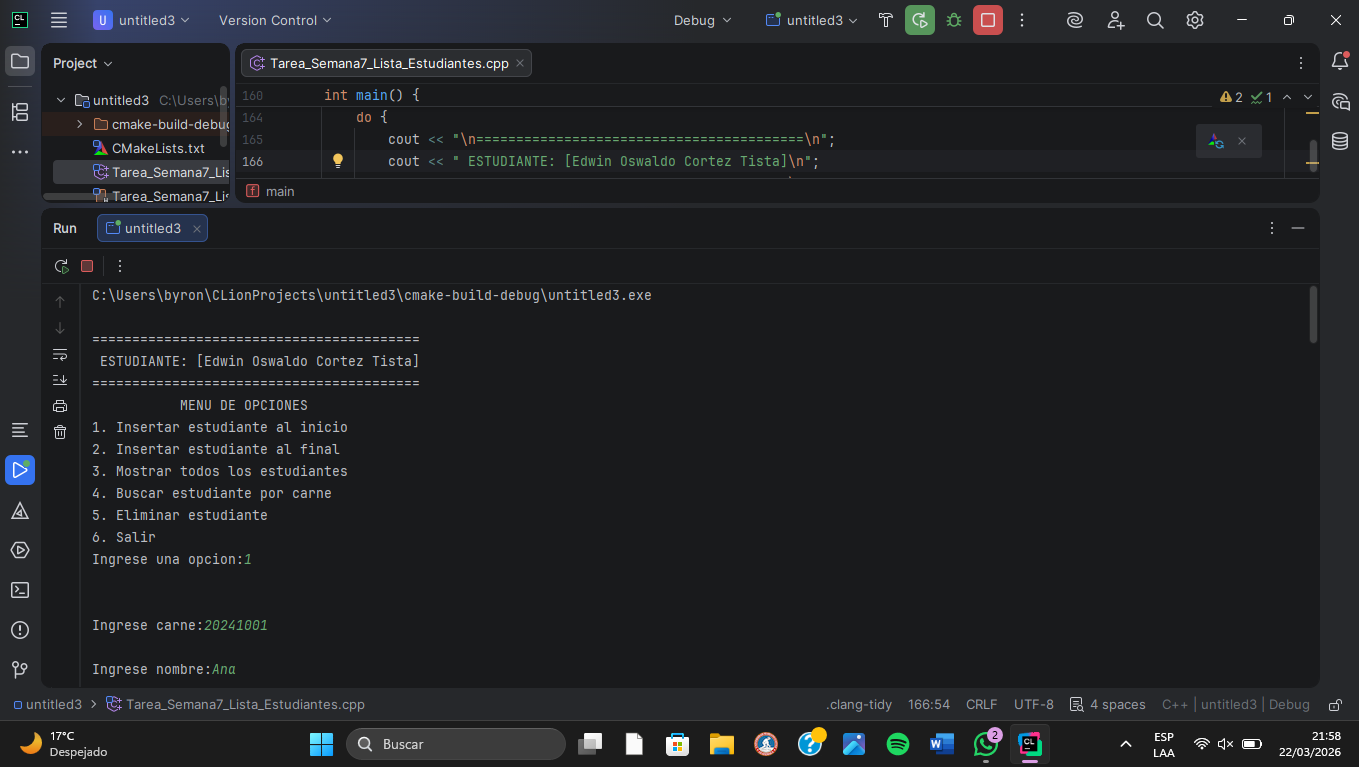 CL
U untitled3
Version Control
Debug
untitled3
Project
Tarea_Semana7_Lista_Estudiantes.cpp
untitled3 C:\Users\by
cmake-build-debug
CMakeLists.txt
Tarea_Semana7_Lis
Tarea_Semana7_Lis
160 int main() {
2 1
164 do {
165 cout << "\n=========================================\n";
166 cout << " ESTUDIANTE: [Edwin Oswaldo Cortez Tista]\n";
f main
Run untitled3
C:\Users\byron\CLionProjects\untitled3\cmake-build-debug\untitled3.exe
=========================================
ESTUDIANTE: [Edwin Oswaldo Cortez Tista]
=========================================
MENU DE OPCIONES
1. Insertar estudiante al inicio
2. Insertar estudiante al final
3. Mostrar todos los estudiantes
4. Buscar estudiante por carne
5. Eliminar estudiante
6. Salir
Ingrese una opcion:1
Ingrese carne:20241001
Ingrese nombre:Ana
untitled3 > Tarea_Semana7_Lista_Estudiantes.cpp
.clang-tidy 166:54 CRLF UTF-8 4 spaces C++ | untitled3 | Debug
17°C
Despejado
Buscar
2
CL
ESP
LAA
21:58
22/03/2026